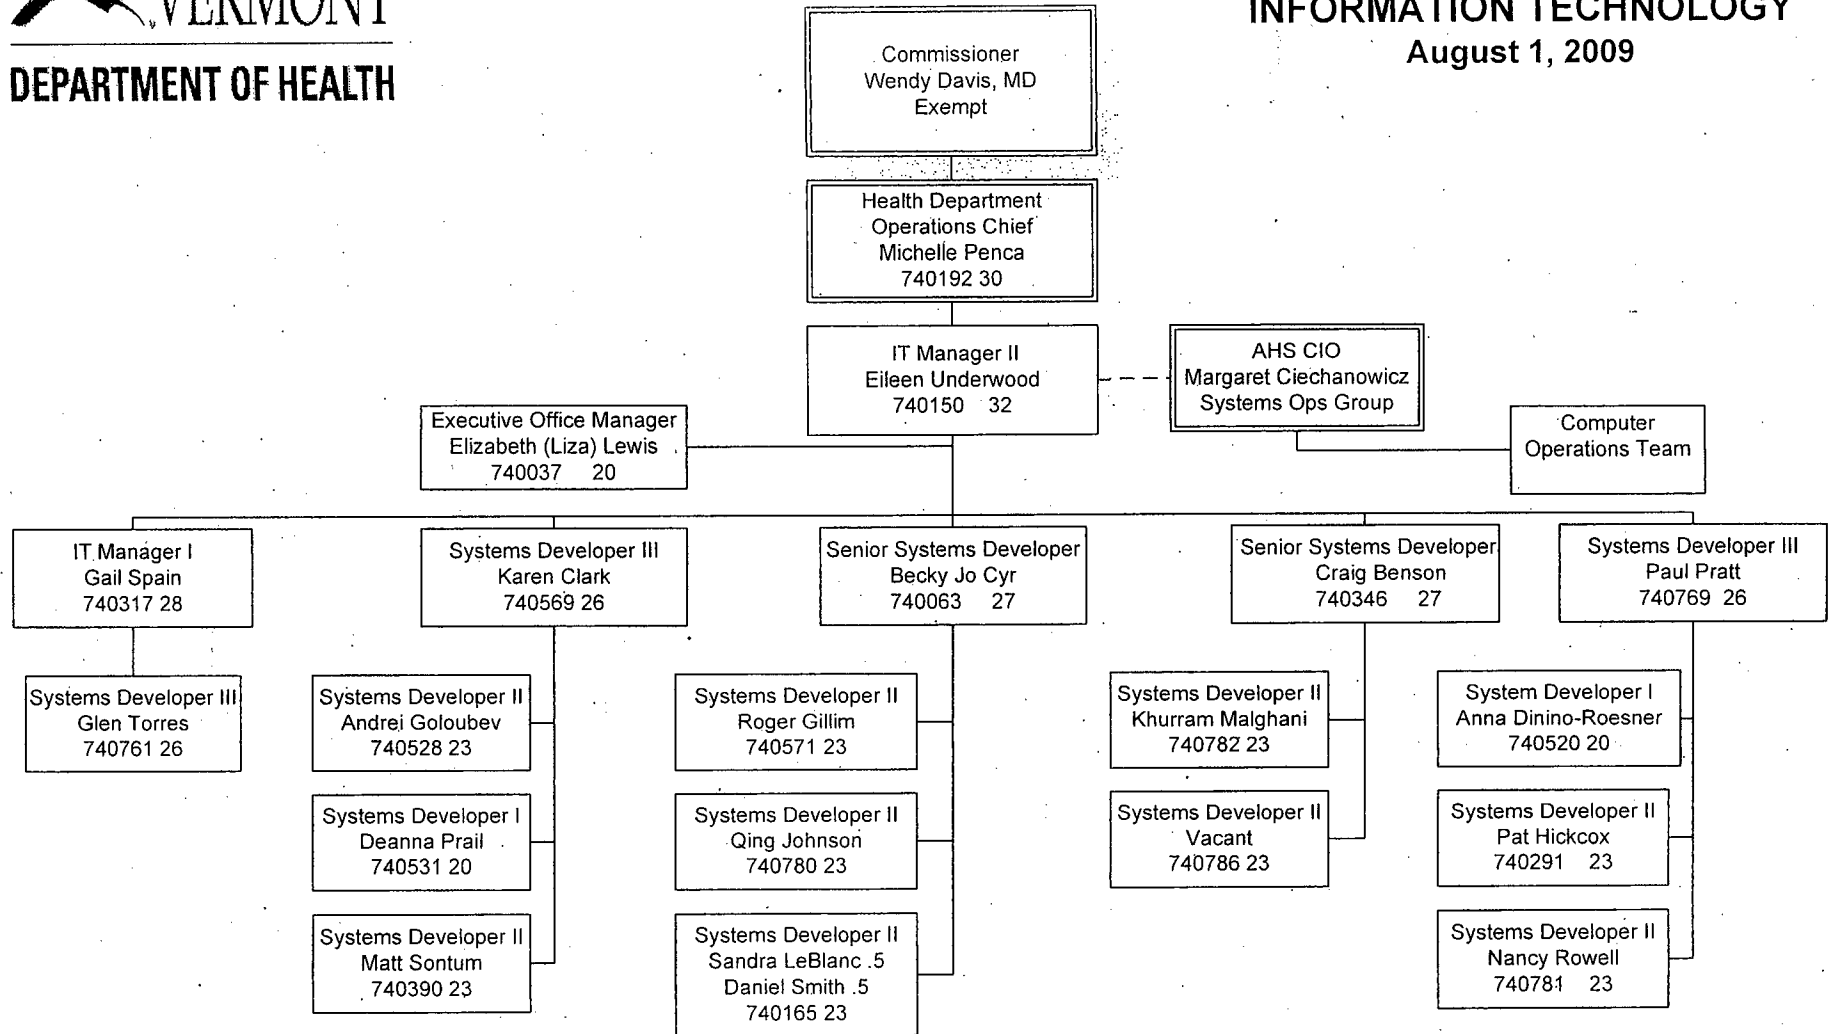 VERMONT
DEPARTMENT OF HEALTH
INFORMATION TECHNOLOGY
August 1, 2009
Commissioner
Wendy Davis, MD
Exempt
Health Department
Operations Chief
Michelle Penca
740192 30
IT Manager II
Eileen Underwood
740150 32
AHS CIO
Margaret Ciechanowicz
Systems Ops Group
Computer
Operations Team
Executive Office Manager
Elizabeth (Liza) Lewis
740037 20
IT Manager I
Gail Spain
740317 28
Systems Developer III
Karen Clark
740569 26
Senior Systems Developer
Becky Jo Cyr
740063 27
Senior Systems Developer
Craig Benson
740346 27
Systems Developer III
Paul Pratt
740769 26
Systems Developer III
Glen Torres
740761 26
Systems Developer II
Andrei Goloubev
740528 23
Systems Developer II
Roger Gillim
740571 23
Systems Developer II
Khurram Malghani
740782 23
System Developer I
Anna Dinino-Roesner
740520 20
Systems Developer I
Deanna Prail
740531 20
Systems Developer II
Qing Johnson
740780 23
Systems Developer II
Vacant
740786 23
Systems Developer II
Pat Hickcox
740291 23
Systems Developer II
Matt Sontum
740390 23
Systems Developer II
Sandra LeBlanc .5
Daniel Smith .5
740165 23
Systems Developer II
Nancy Rowell
740781 23